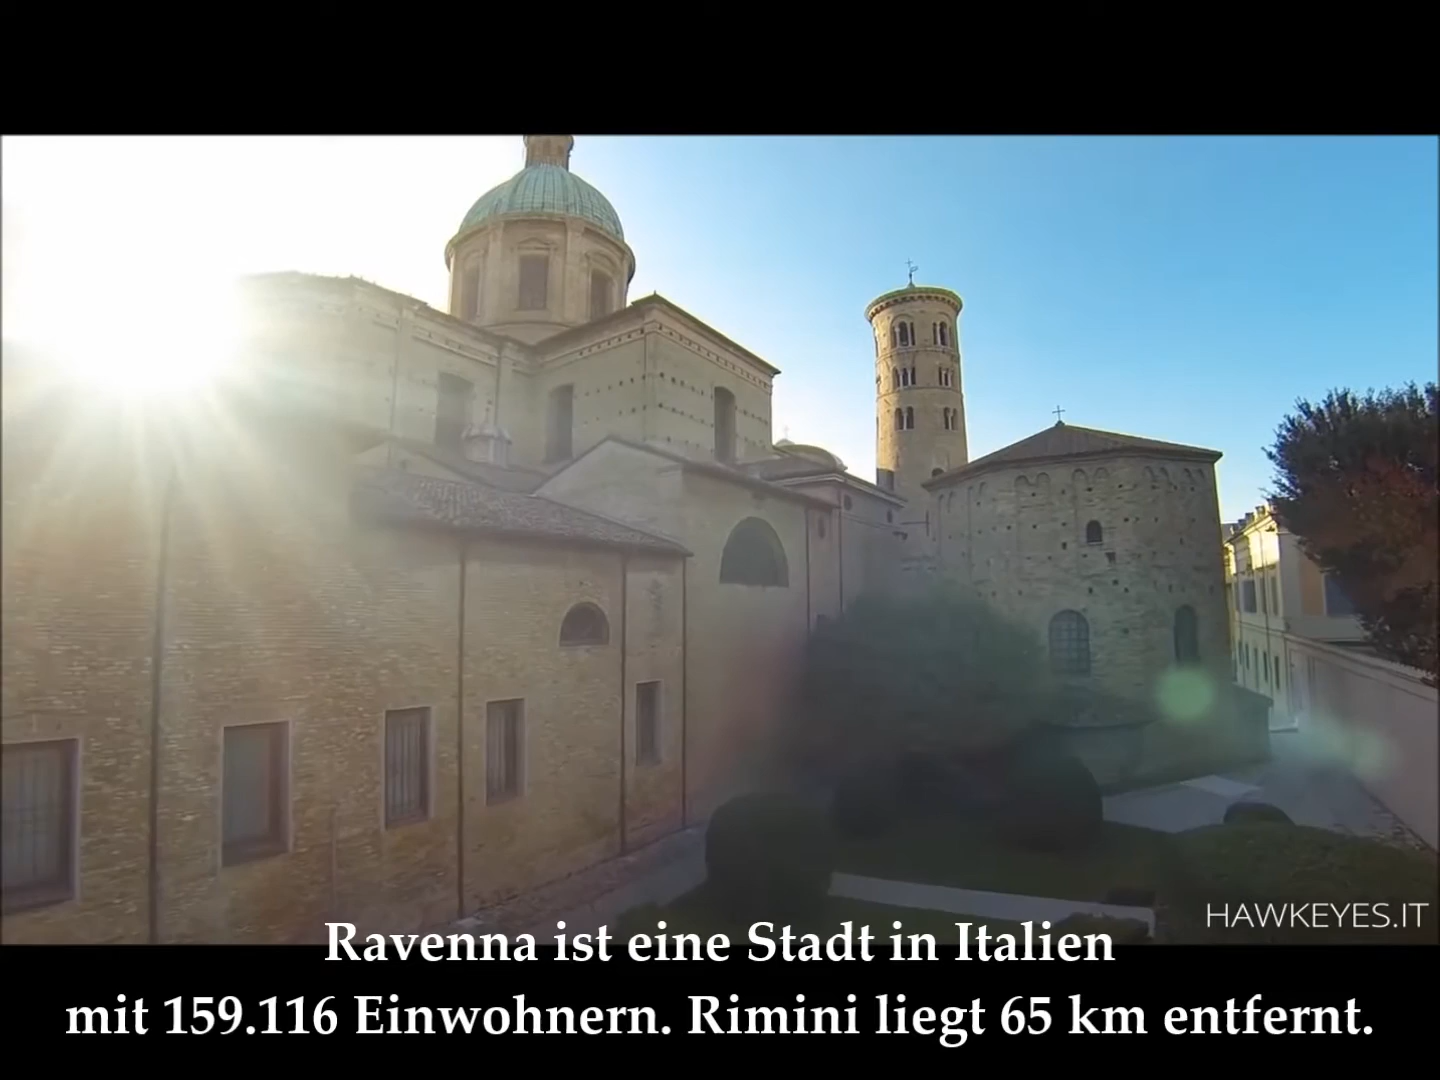 HAWKEYES.IT
Ravenna ist eine Stadt in Italien
mit 159.116 Einwohnern. Rimini liegt 65 km entfernt.